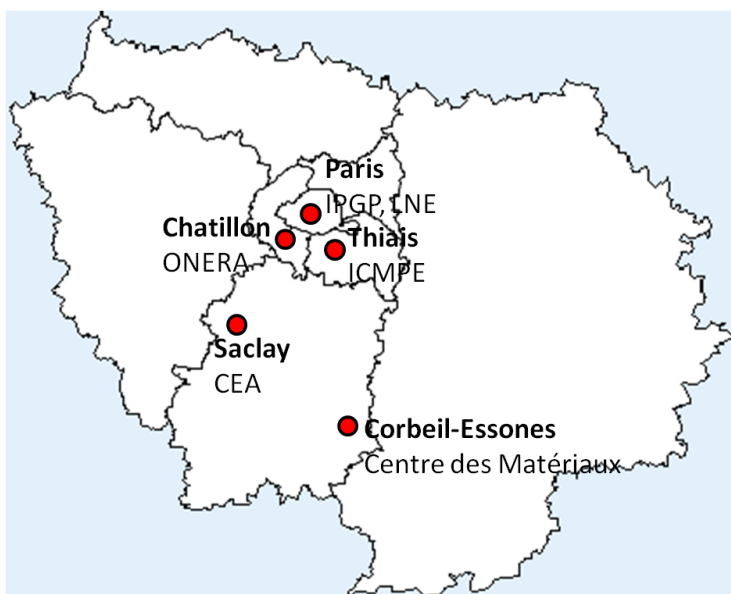 Paris
IPGP, LNE
Chatillon
ONERA
Thiais
ICMPE
Saclay
CEA
Corbeil-Essones
Centre des Matériaux